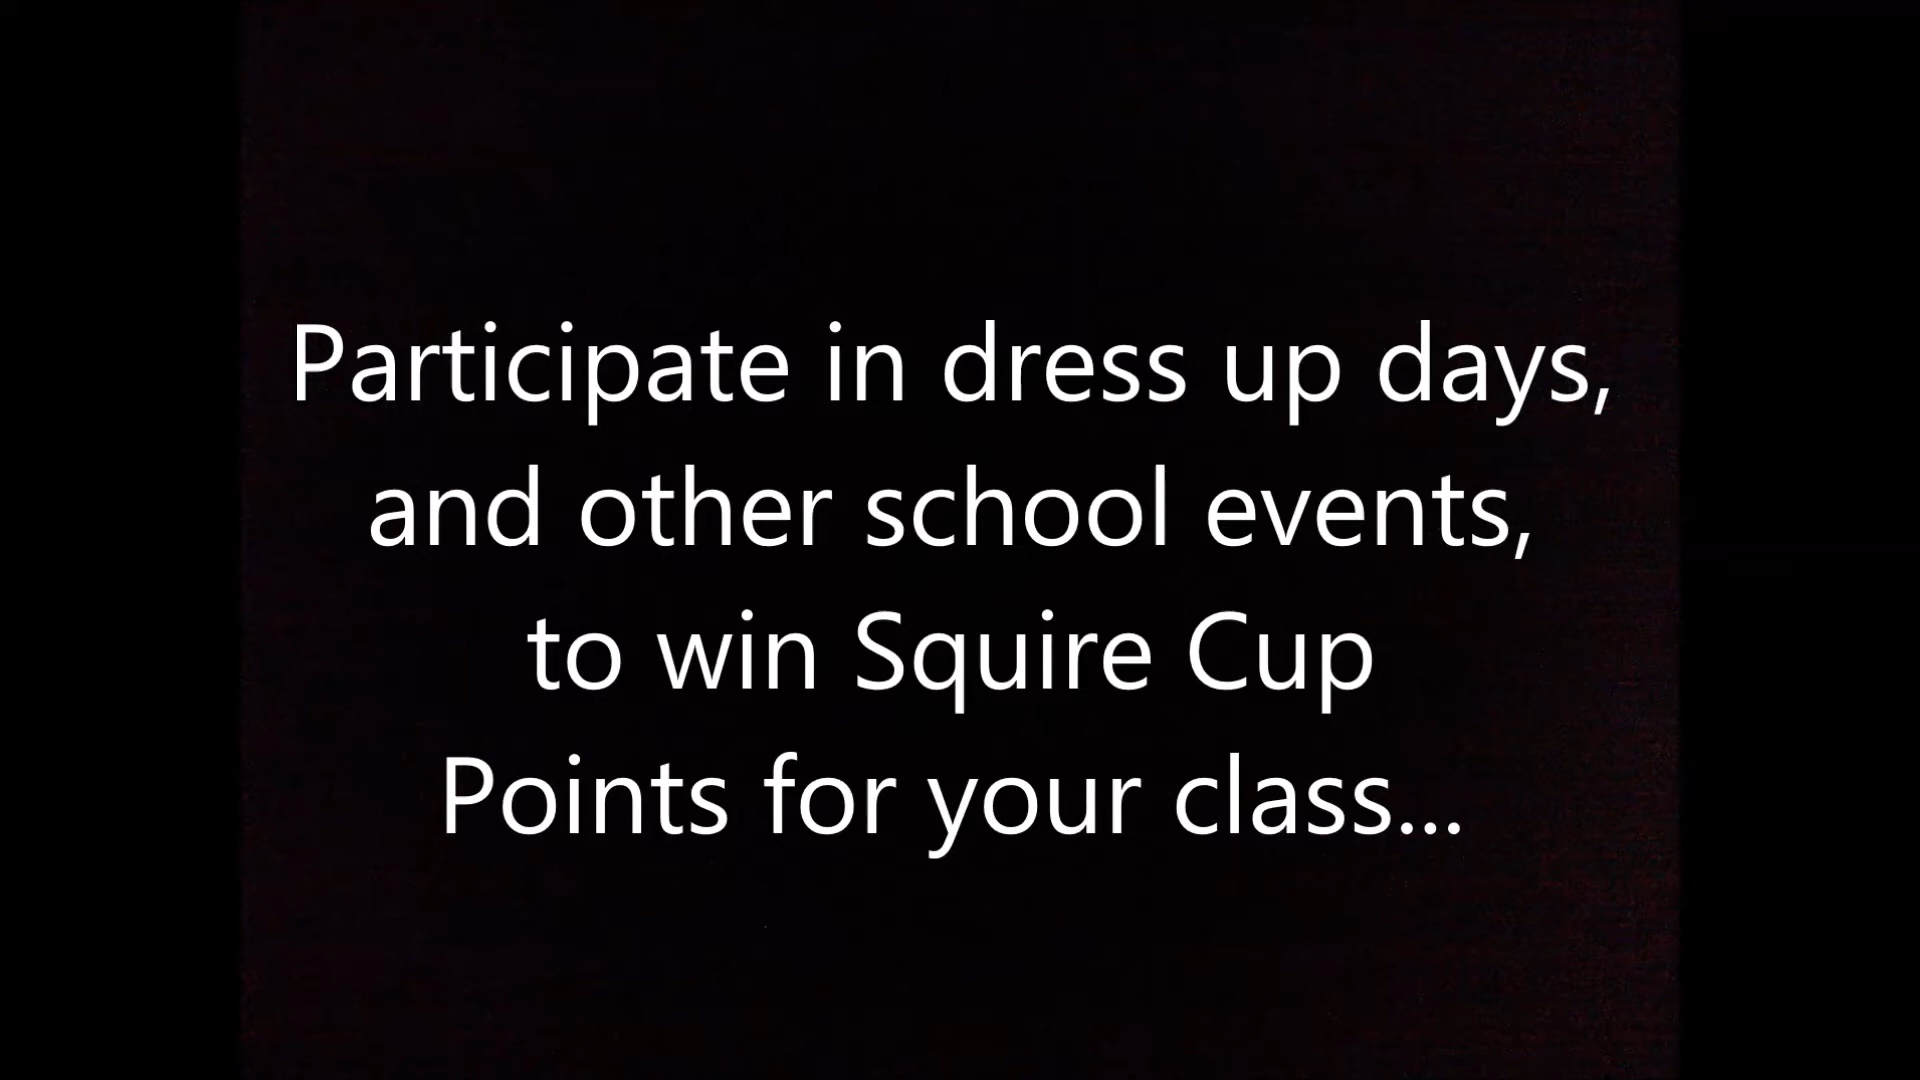 Participate in dress up days,
and other school events,
to win Squire Cup
Points for your class...